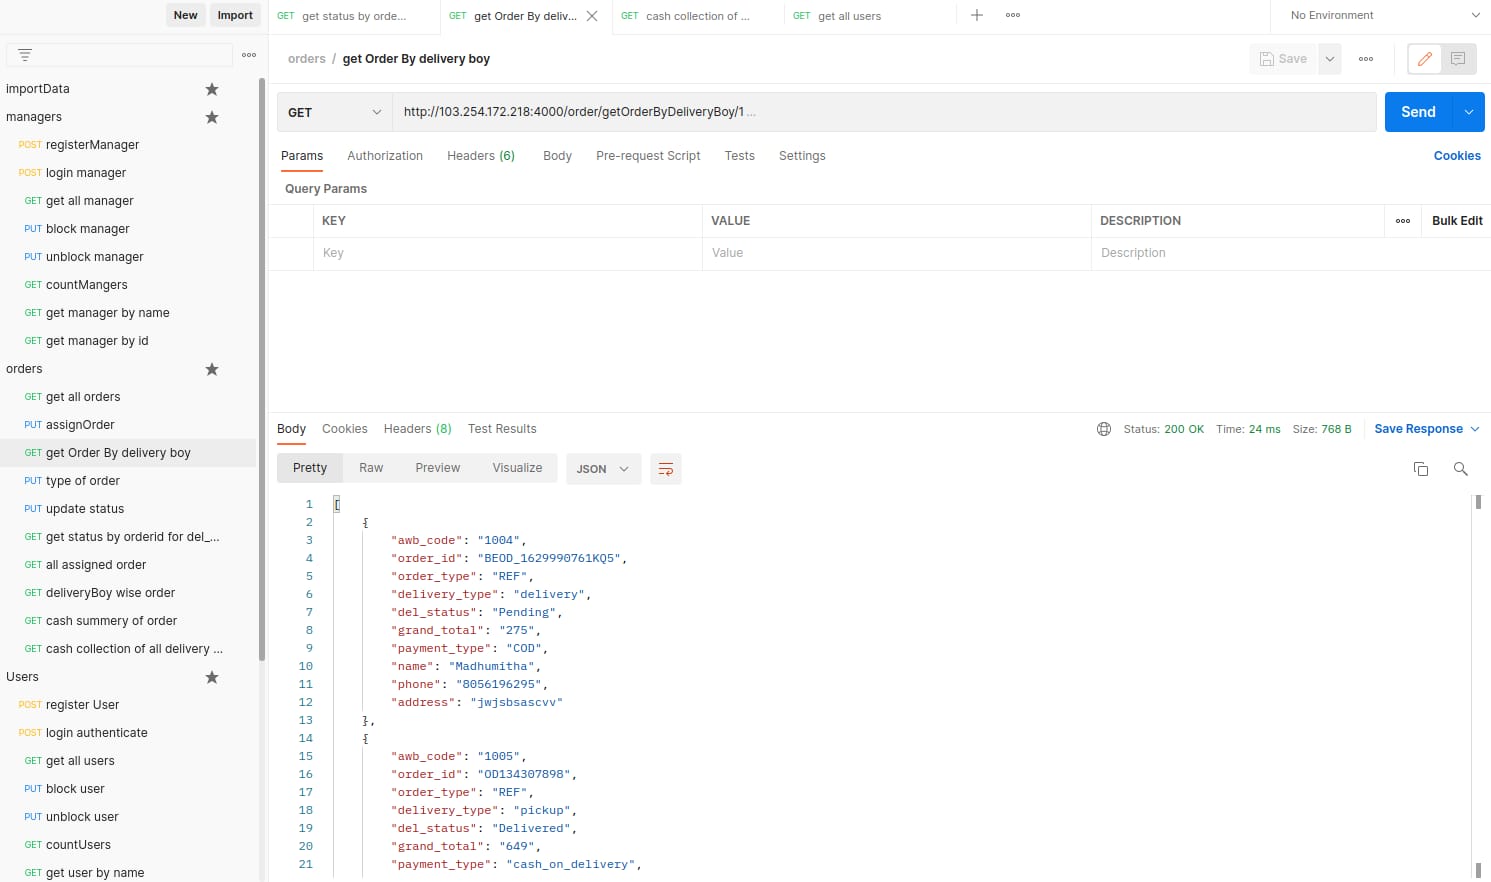 New Import
importData
managers
POST registerManager
POST login manager
GET get all manager
PUT block manager
PUT unblock manager
GET countMangers
GET get manager by name
GET get manager by id
orders
GET get all orders
PUT assignOrder
GET get Order By delivery boy
PUT type of order
PUT update status
GET get status by orderid for del_...
GET all assigned order
GET deliveryBoy wise order
GET cash summery of order
GET cash collection of all delivery ...
Users
POST register User
POST login authenticate
GET get all users
PUT block user
PUT unblock user
GET countUsers
GET get user by name
GET get status by orde... GET get Order By deliv... GET cash collection of ... GET get all users No Environment
orders / get Order By delivery boy Save
GET http://103.254.172.218:4000/order/getOrderByDeliveryBoy/1 ... Send
Params Authorization Headers (6) Body Pre-request Script Tests Settings Cookies
Query Params
KEY VALUE DESCRIPTION Bulk Edit
Key Value Description
Body Cookies Headers (8) Test Results Status: 200 OK Time: 24 ms Size: 768 B Save Response
Pretty Raw Preview Visualize JSON
1 [
2 {
3 "awb_code": "1004",
4 "order_id": "BEOD_1629990761KQ5",
5 "order_type": "REF",
6 "delivery_type": "delivery",
7 "del_status": "Pending",
8 "grand_total": "275",
9 "payment_type": "COD",
10 "name": "Madhumitha",
11 "phone": "8056196295",
12 "address": "jwjsbsascvv"
13 },
14 {
15 "awb_code": "1005",
16 "order_id": "OD134307898",
17 "order_type": "REF",
18 "delivery_type": "pickup",
19 "del_status": "Delivered",
20 "grand_total": "649",
21 "payment_type": "cash_on_delivery",